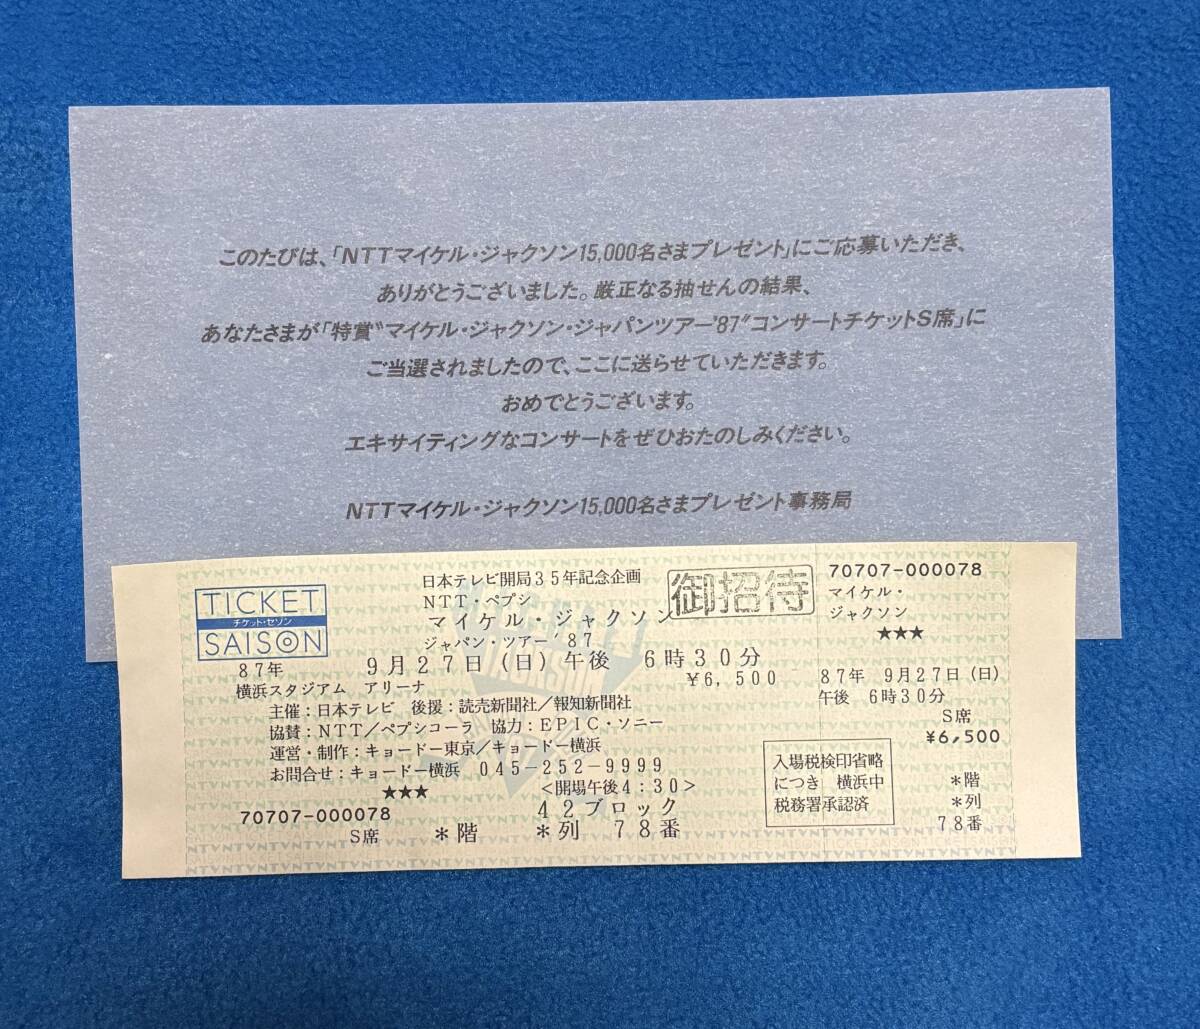 このたびは、「NTTマイケル・ジャクソン15,000名さまプレゼント」にご応募いただき、
ありがとうございました。厳正なる抽せんの結果、
あなたさまが「特賞〝マイケル・ジャクソン・ジャパンツアー'87〞コンサートチケットS席」に
ご当選されましたので、ここに送らせていただきます。
おめでとうございます。
エキサイティングなコンサートをぜひおたのしみください。
NTTマイケル・ジャクソン15,000名さまプレゼント事務局
TICKET
チケット・セゾン
SAISON
日本テレビ開局35年記念企画
NTT・ペプシ
マイケル・ジャクソン
ジャパン・ツアー'87
御招待
87年 9月27日(日)午後 6時30分
¥6,500
横浜スタジアム アリーナ
主催:日本テレビ 後援:読売新聞社/報知新聞社
協賛:NTT/ペプシコーラ 協力:EPIC・ソニー
運営・制作:キョードー東京/キョードー横浜
お問合せ:キョードー横浜 045-252-9999
★★★ <開場午後4:30>
70707-000078 42ブロック
S席 *階 *列 78番
70707-000078
マイケル・
ジャクソン
★★★
87年 9月27日(日)
午後 6時30分
S席
¥6,500
入場税検印省略
につき 横浜中
税務署承認済
*階
*列
78番